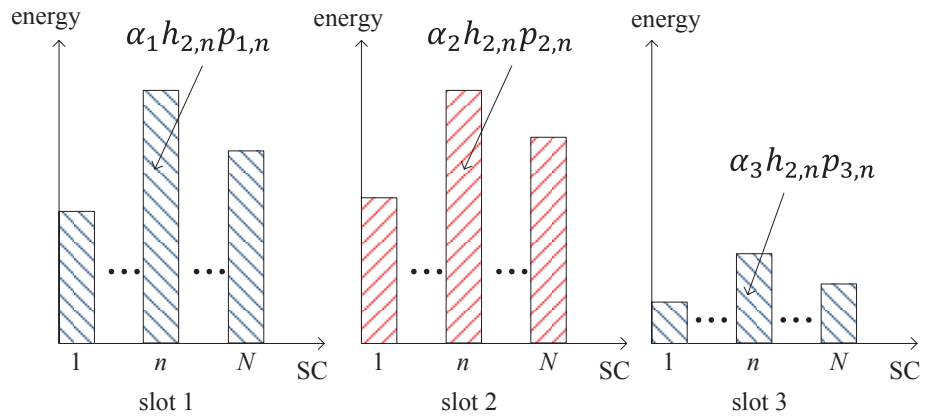 energy
α₁h₂,ₙp₁,ₙ
...
...
1
n
N
SC
slot 1
energy
α₂h₂,ₙp₂,ₙ
...
...
1
n
N
SC
slot 2
energy
α₃h₂,ₙp₃,ₙ
...
...
1
n
N
SC
slot 3